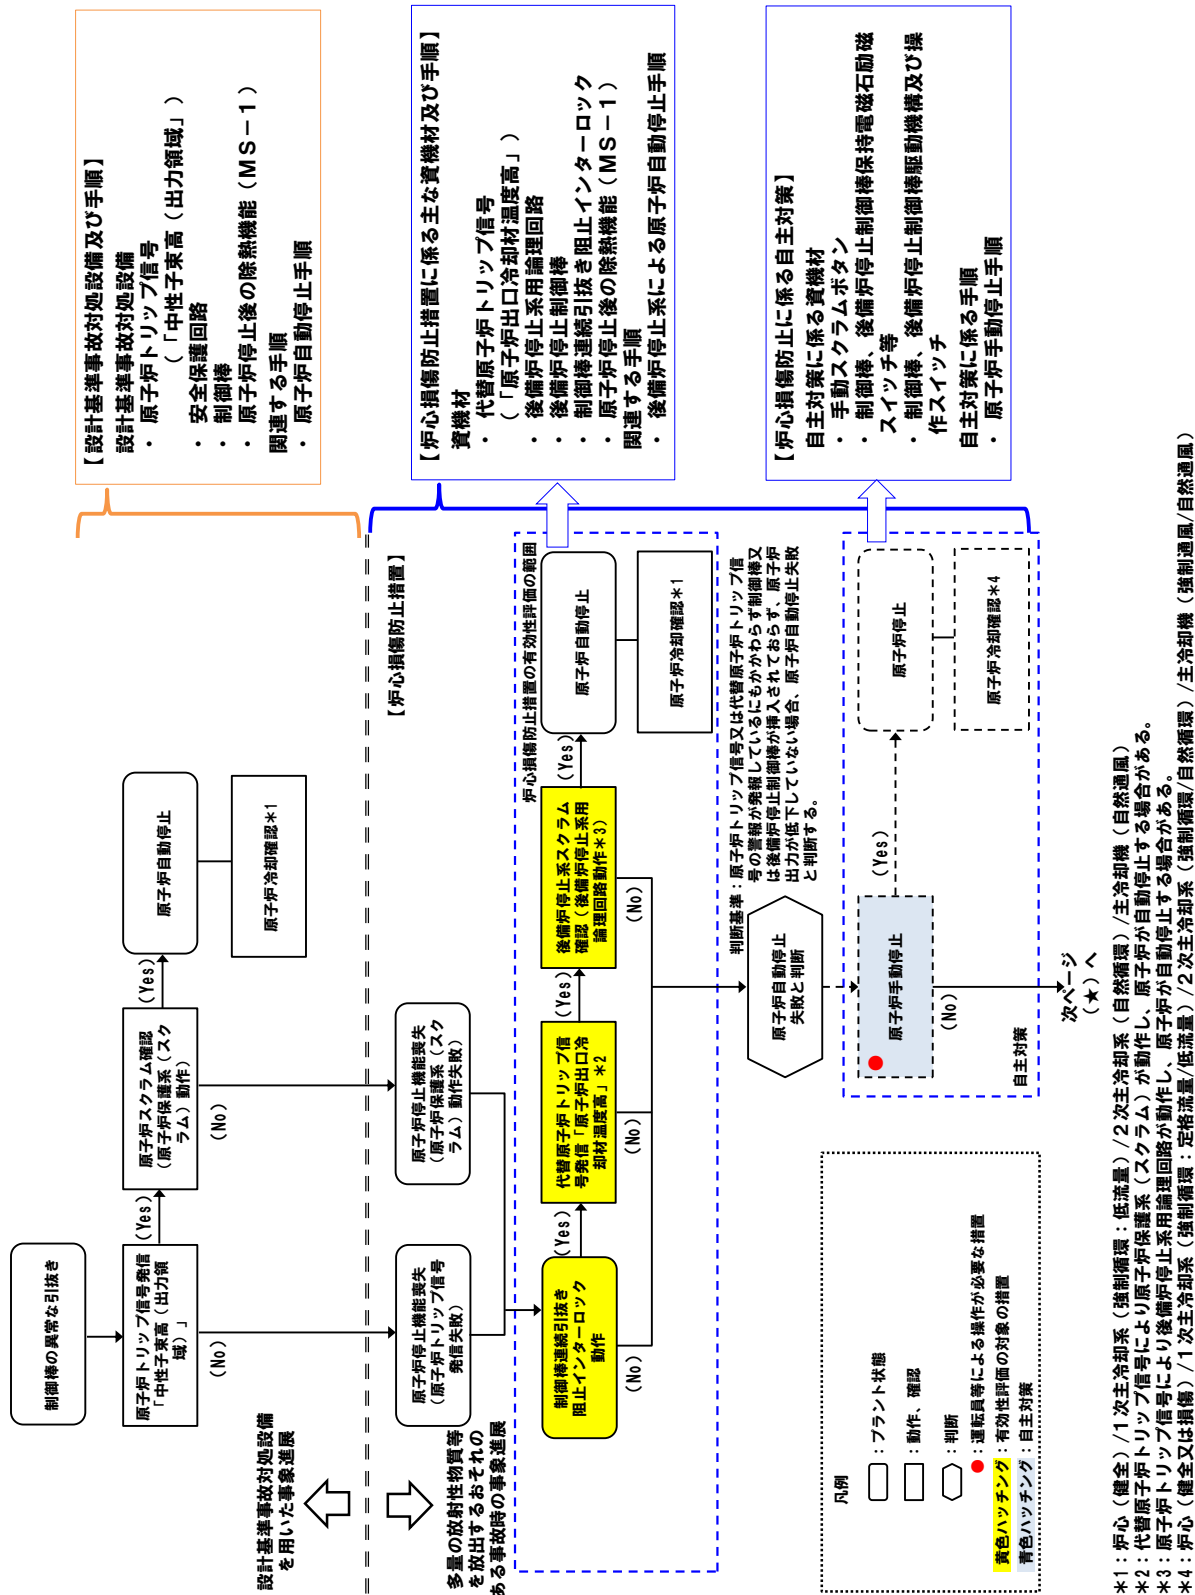 制御棒の異常な引抜き
原子炉トリップ信号発信
「中性子束高（出力領
域）」
(Yes)
(No)
原子炉スクラム確認
（原子炉保護系（スク
ラム）動作）
(Yes)
(No)
原子炉自動停止
原子炉冷却確認＊1
【設計基準事故対処設備及び手順】
設計基準事故対処設備
・ 原子炉トリップ信号
（「中性子束高（出力領域）」）
・ 安全保護回路
・ 制御棒
・ 原子炉停止後の除熱機能（ＭＳ－１）
関連する手順
・ 原子炉自動停止手順
設計基準事故対処設備
を用いた事象進展
多量の放射性物質等
を放出するおそれの
ある事故時の事象進展
【炉心損傷防止措置】
原子炉停止機能喪失
（原子炉トリップ信号
発信失敗）
原子炉停止機能喪失
（原子炉保護系（スク
ラム）動作失敗）
炉心損傷防止措置の有効性評価の範囲
制御棒連続引抜き
阻止インターロック
動作
(Yes)
(No)
代替原子炉トリップ信
号発信「原子炉出口冷
却材温度高」＊2
(Yes)
(No)
後備炉停止系スクラム
確認（後備炉停止系用
論理回路動作＊3）
(Yes)
(No)
原子炉自動停止
原子炉冷却確認＊1
【炉心損傷防止措置に係る主な資機材及び手順】
資機材
・ 代替原子炉トリップ信号
（「原子炉出口冷却材温度高」）
・ 後備炉停止系用論理回路
・ 後備炉停止制御棒
・ 制御棒連続引抜き阻止インターロック
・ 原子炉停止後の除熱機能（ＭＳ－１）
関連する手順
・ 後備炉停止系による原子炉自動停止手順
判断基準：原子炉トリップ信号又は代替原子炉トリップ信
号の警報が発報しているにもかかわらず制御棒又
は後備炉停止制御棒が挿入されておらず、原子炉
出力が低下していない場合、原子炉自動停止失敗
と判断する。
原子炉自動停止
失敗と判断
原子炉手動停止
(Yes)
(No)
自主対策
原子炉停止
原子炉冷却確認＊4
次ページ
（★）へ
【炉心損傷防止に係る自主対策】
自主対策に係る資機材
・ 手動スクラムボタン
・ 制御棒、後備炉停止制御棒保持電磁石励磁
スイッチ等
・ 制御棒、後備炉停止制御棒駆動機構及び操
作スイッチ
自主対策に係る手順
・ 原子炉手動停止手順
凡例
：プラント状態
：動作、確認
：判断
：運転員等による操作が必要な措置
黄色ハッチング：有効性評価の対象の措置
青色ハッチング：自主対策
＊1：炉心（健全）/１次主冷却系（強制循環：低流量）/２次主冷却系（自然循環）/主冷却機（自然通風）
＊2：代替原子炉トリップ信号により原子炉保護系（スクラム）が動作し、原子炉が自動停止する場合がある。
＊3：原子炉トリップ信号により後備炉停止系用論理回路が動作し、原子炉が自動停止する場合がある。
＊4：炉心（健全又は損傷）/１次主冷却系（強制循環：定格流量/低流量）/２次主冷却系（強制循環/自然循環）/主冷却機（強制通風/自然通風）